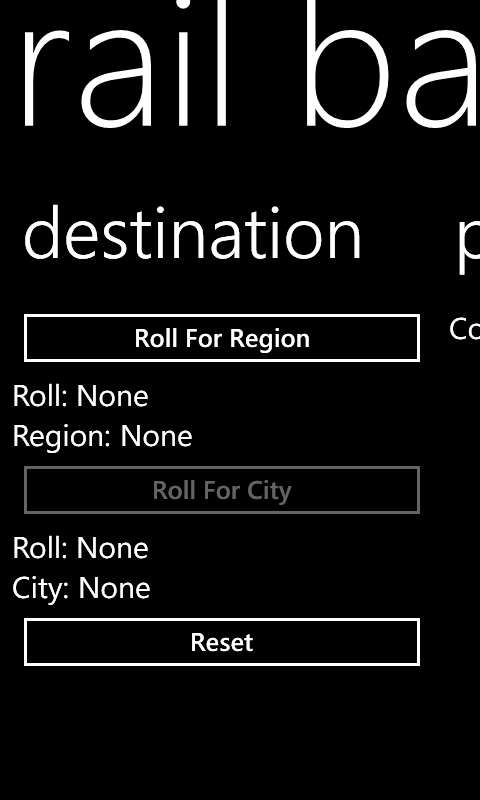 rail ba
destination p
Roll For Region
Co
Roll: None
Region: None
Roll For City
Roll: None
City: None
Reset